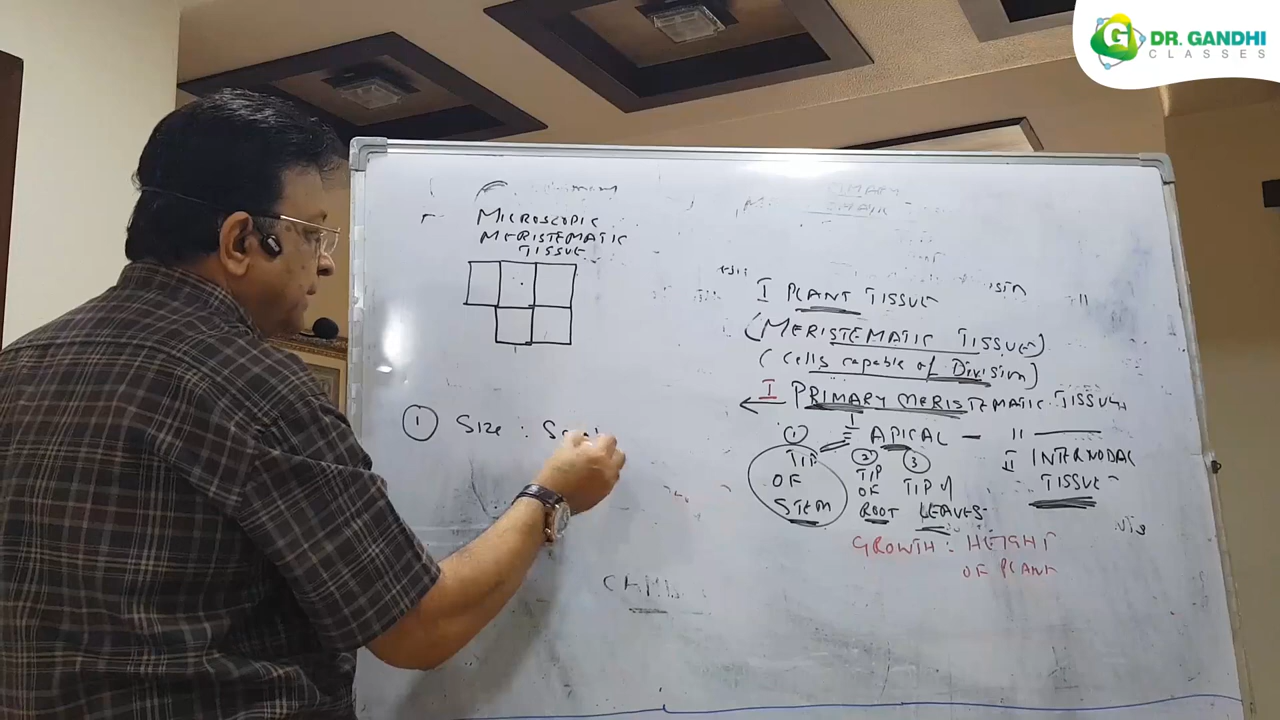 DR. GANDHI
CLASSES
MICROSCOPIC
MERISTEMATIC
TISSUE
① Size :
I PLANT TISSUE
(MERISTEMATIC TISSUE)
(Cells capable of Division)
I PRIMARY MERISTEMATIC TISSUE
I APICAL —
① TIP OF STEM
② TIP OF ROOT
③ TIP of LEAVES
II INTERNODAL
TISSUE
GROWTH : HEIGHT
OF PLANT